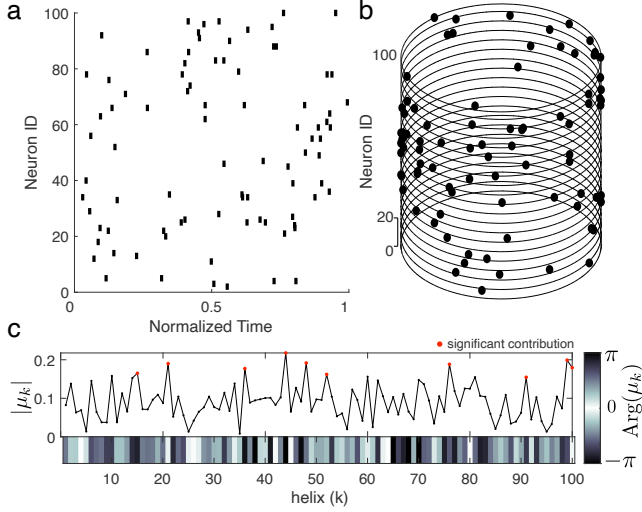 a
100
80
60
40
20
0
Neuron ID
0
0.5
1
Normalized Time
b
100
20
0
Neuron ID
c
significant contribution
0.2
0.1
0
|μk|
10 20 30 40 50 60 70 80 90 100
helix (k)
π
0
−π
Arg(μk)